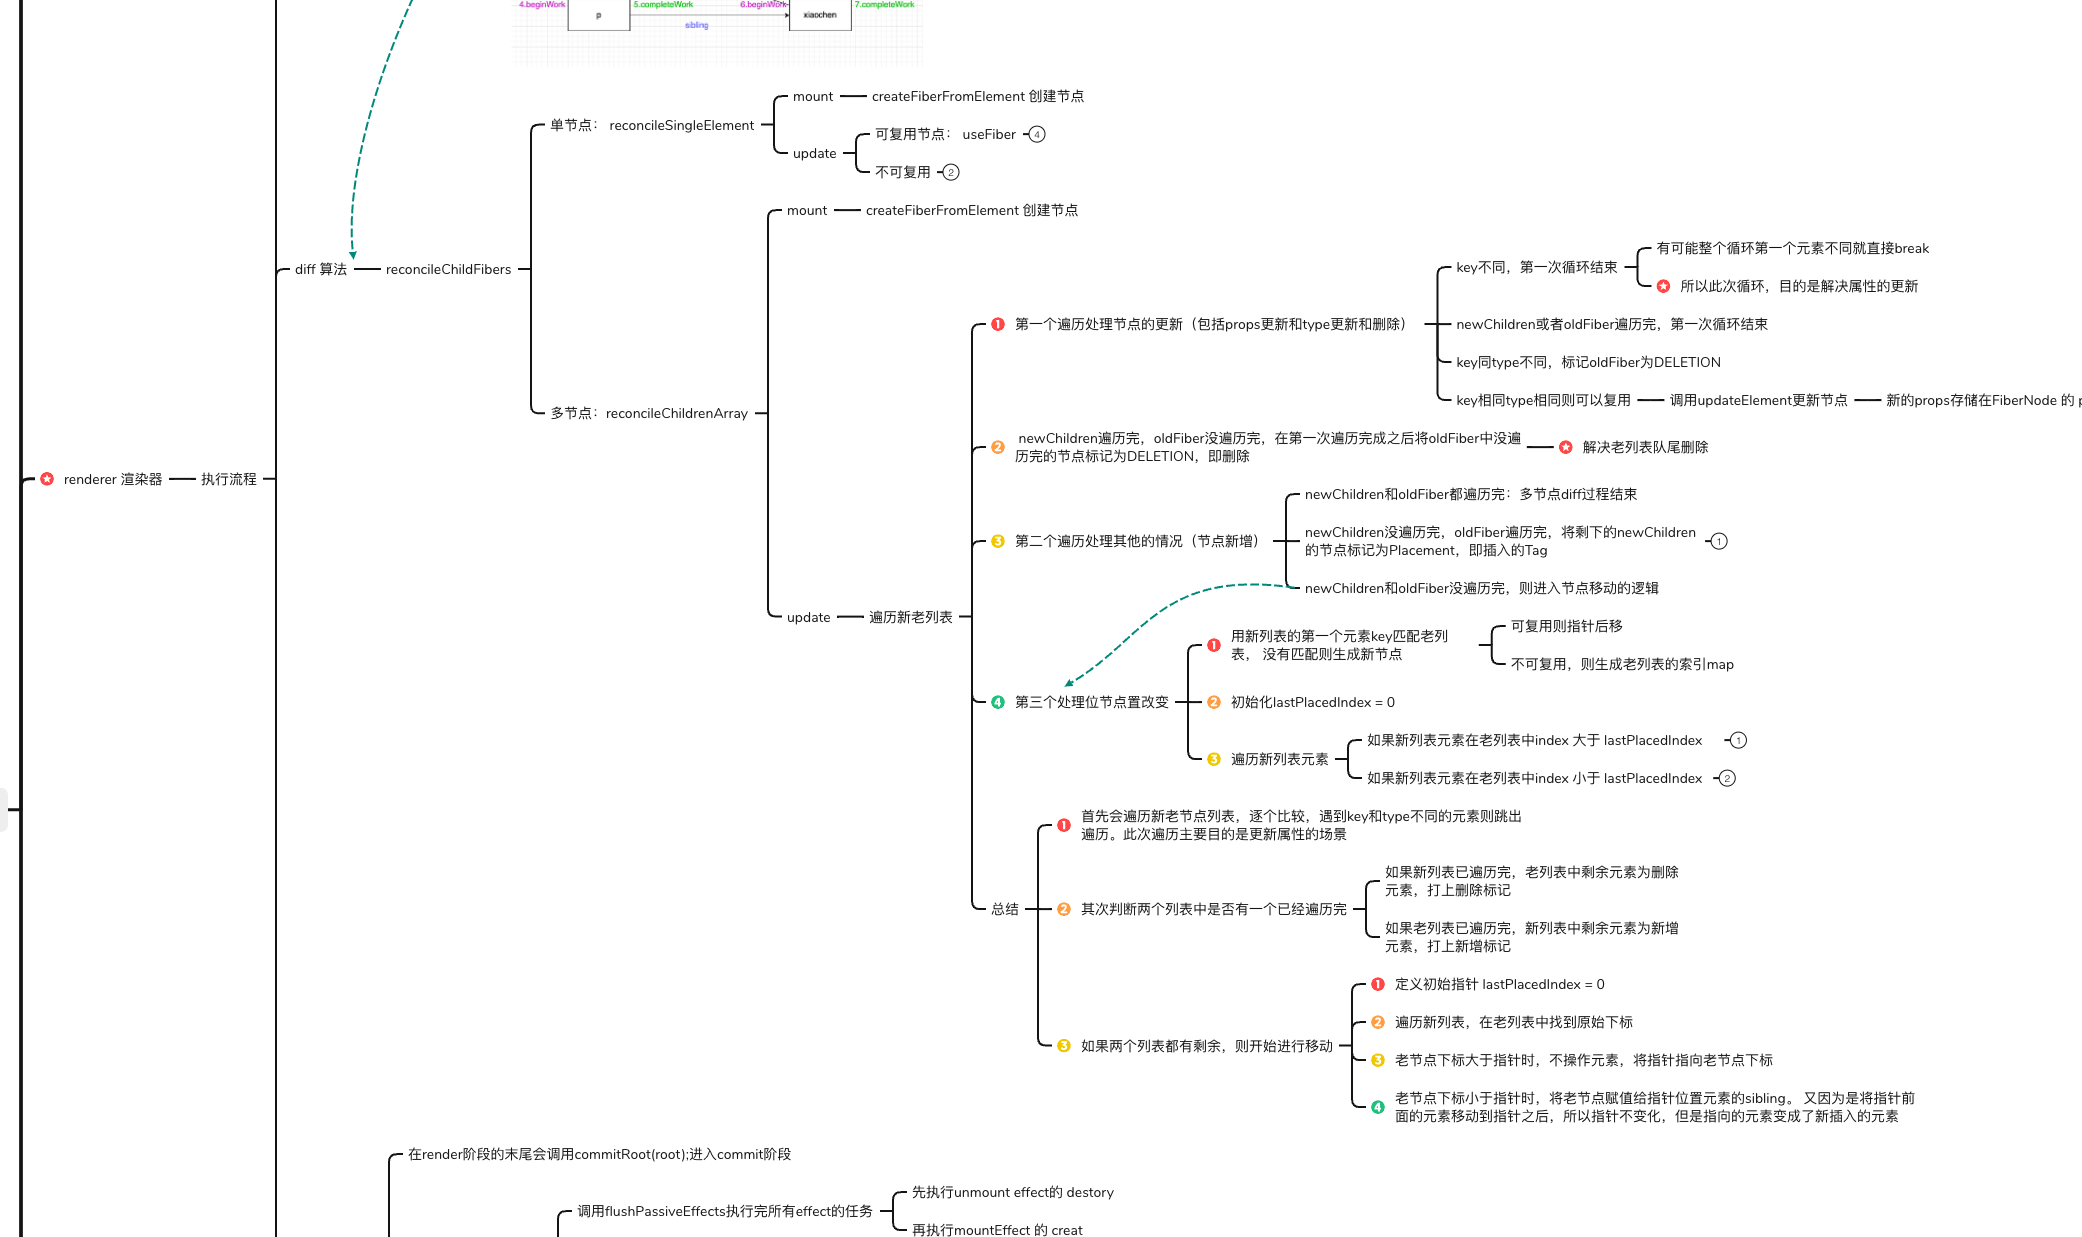 4.beginWork
p
5.completeWork
sibling
6.beginWork
xiaochen
7.completeWork
mount
createFiberFromElement 创建节点
单节点： reconcileSingleElement
可复用节点： useFiber
4
update
不可复用
2
mount
createFiberFromElement 创建节点
有可能整个循环第一个元素不同就直接break
key不同，第一次循环结束
diff 算法
reconcileChildFibers
所以此次循环，目的是解决属性的更新
1
第一个遍历处理节点的更新（包括props更新和type更新和删除）
newChildren或者oldFiber遍历完，第一次循环结束
key同type不同，标记oldFiber为DELETION
key相同type相同则可以复用
调用updateElement更新节点
新的props存储在FiberNode 的
多节点：reconcileChildrenArray
2
newChildren遍历完，oldFiber没遍历完，在第一次遍历完成之后将oldFiber中没遍
历完的节点标记为DELETION，即删除
解决老列表队尾删除
renderer 渲染器
执行流程
newChildren和oldFiber都遍历完：多节点diff过程结束
3
第二个遍历处理其他的情况（节点新增）
newChildren没遍历完，oldFiber遍历完，将剩下的newChildren
的节点标记为Placement，即插入的Tag
1
newChildren和oldFiber没遍历完，则进入节点移动的逻辑
update
遍历新老列表
1
用新列表的第一个元素key匹配老列
表， 没有匹配则生成新节点
可复用则指针后移
不可复用，则生成老列表的索引map
4
第三个处理位节点置改变
2
初始化lastPlacedIndex = 0
3
遍历新列表元素
如果新列表元素在老列表中index 大于 lastPlacedIndex
1
如果新列表元素在老列表中index 小于 lastPlacedIndex
2
1
首先会遍历新老节点列表，逐个比较，遇到key和type不同的元素则跳出
遍历。此次遍历主要目的是更新属性的场景
如果新列表已遍历完，老列表中剩余元素为删除
元素，打上删除标记
总结
2
其次判断两个列表中是否有一个已经遍历完
如果老列表已遍历完，新列表中剩余元素为新增
元素，打上新增标记
1
定义初始指针 lastPlacedIndex = 0
2
遍历新列表，在老列表中找到原始下标
3
如果两个列表都有剩余，则开始进行移动
3
老节点下标大于指针时，不操作元素，将指针指向老节点下标
4
老节点下标小于指针时，将老节点赋值给指针位置元素的sibling。 又因为是将指针前
面的元素移动到指针之后，所以指针不变化，但是指向的元素变成了新插入的元素
在render阶段的末尾会调用commitRoot(root);进入commit阶段
先执行unmount effect的 destory
调用flushPassiveEffects执行完所有effect的任务
再执行mountEffect 的 creat